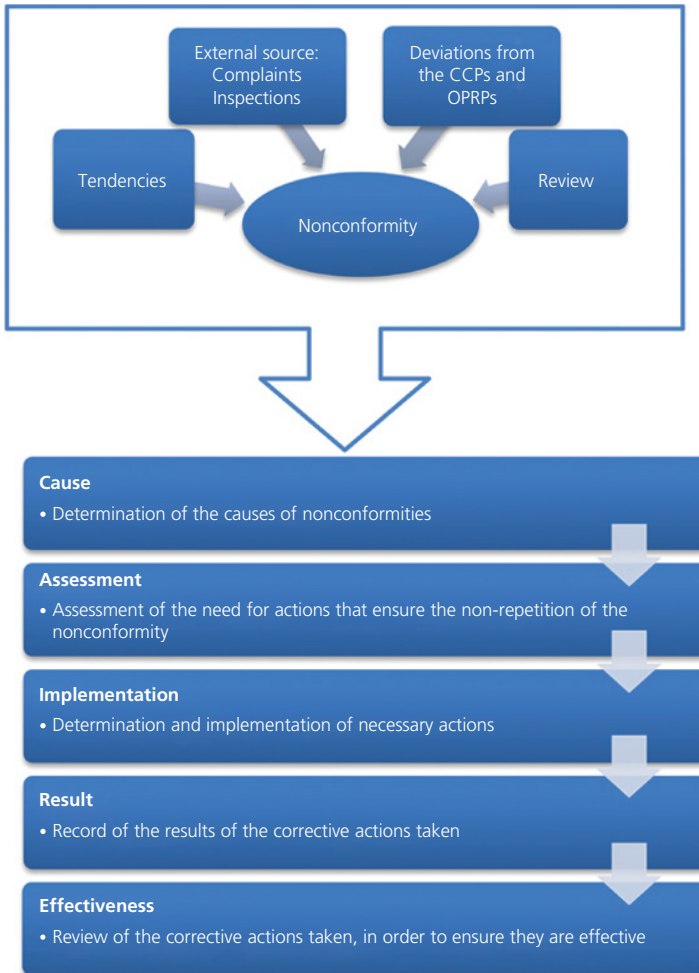 External source:
Complaints
Inspections
Deviations from
the CCPs and
OPRPs
Tendencies
Review
Nonconformity
Cause
• Determination of the causes of nonconformities
Assessment
• Assessment of the need for actions that ensure the non-repetition of the
nonconformity
Implementation
• Determination and implementation of necessary actions
Result
• Record of the results of the corrective actions taken
Effectiveness
• Review of the corrective actions taken, in order to ensure they are effective